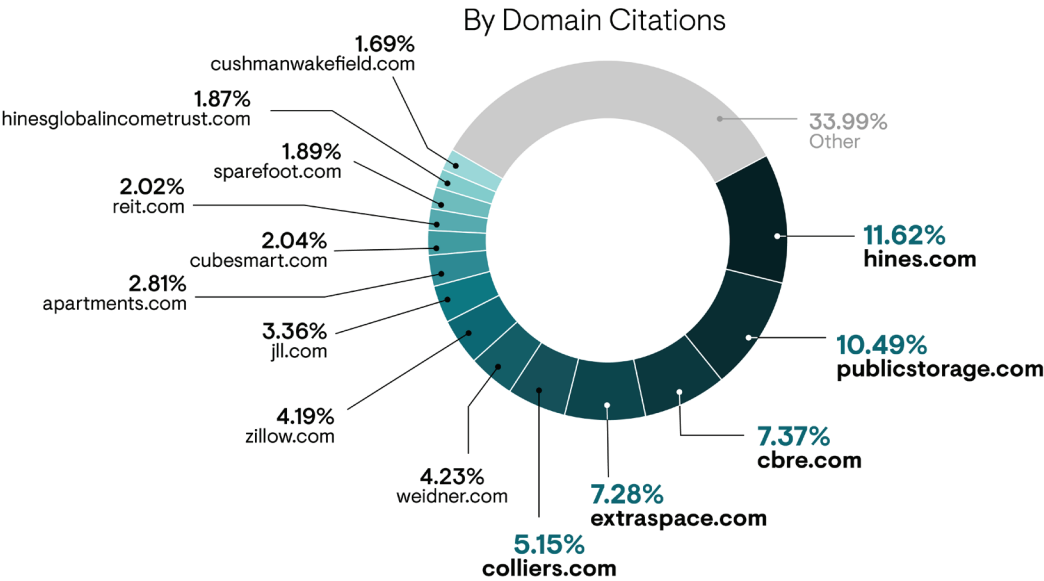 By Domain Citations
33.99%
Other
11.62%
hines.com
10.49%
publicstorage.com
7.37%
cbre.com
7.28%
extraspace.com
5.15%
colliers.com
4.23%
weidner.com
4.19%
zillow.com
3.36%
jll.com
2.81%
apartments.com
2.04%
cubesmart.com
2.02%
reit.com
1.89%
sparefoot.com
1.87%
hinesglobalincometrust.com
1.69%
cushmanwakefield.com